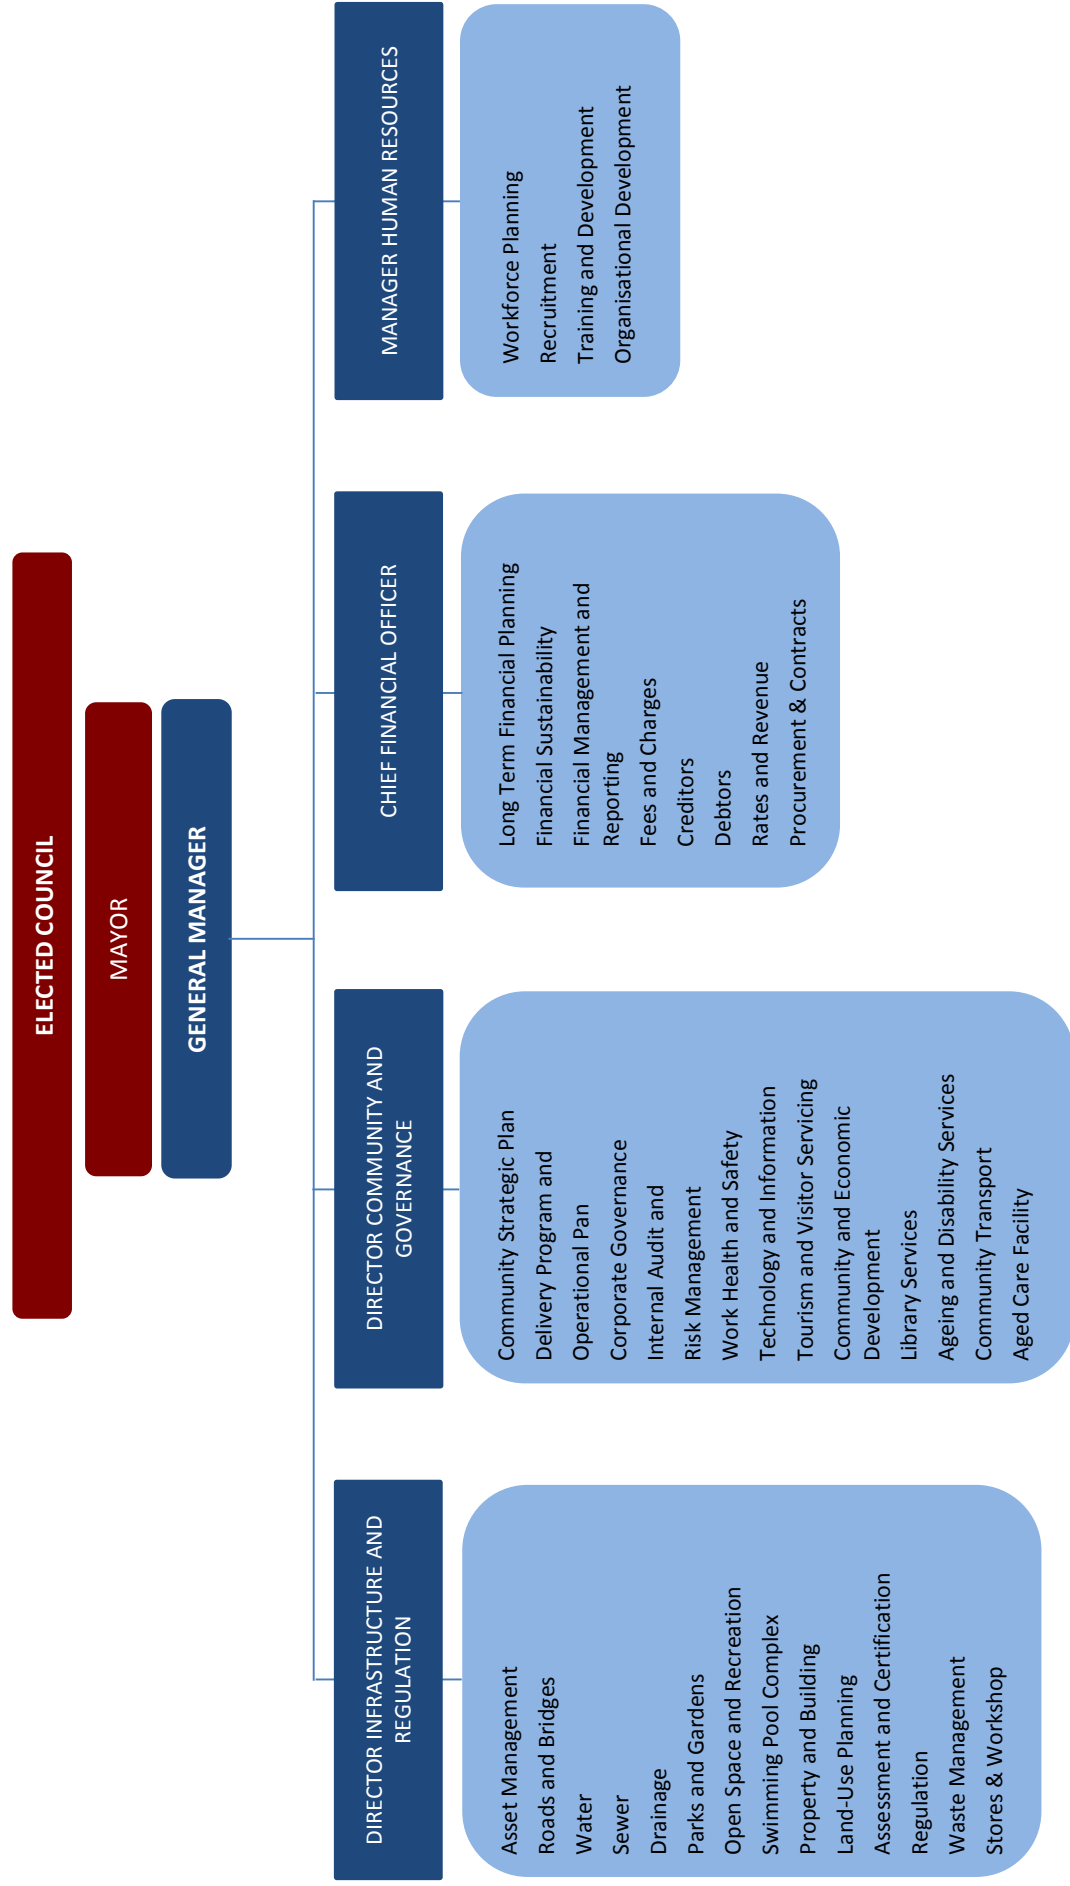 ELECTED COUNCIL
MAYOR
GENERAL MANAGER
DIRECTOR INFRASTRUCTURE AND
REGULATION
Asset Management
Roads and Bridges
Water
Sewer
Drainage
Parks and Gardens
Open Space and Recreation
Swimming Pool Complex
Property and Building
Land-Use Planning
Assessment and Certification
Regulation
Waste Management
Stores & Workshop
DIRECTOR COMMUNITY AND
GOVERNANCE
Community Strategic Plan
Delivery Program and
Operational Pan
Corporate Governance
Internal Audit and
Risk Management
Work Health and Safety
Technology and Information
Tourism and Visitor Servicing
Community and Economic
Development
Library Services
Ageing and Disability Services
Community Transport
Aged Care Facility
CHIEF FINANCIAL OFFICER
Long Term Financial Planning
Financial Sustainability
Financial Management and
Reporting
Fees and Charges
Creditors
Debtors
Rates and Revenue
Procurement & Contracts
MANAGER HUMAN RESOURCES
Workforce Planning
Recruitment
Training and Development
Organisational Development